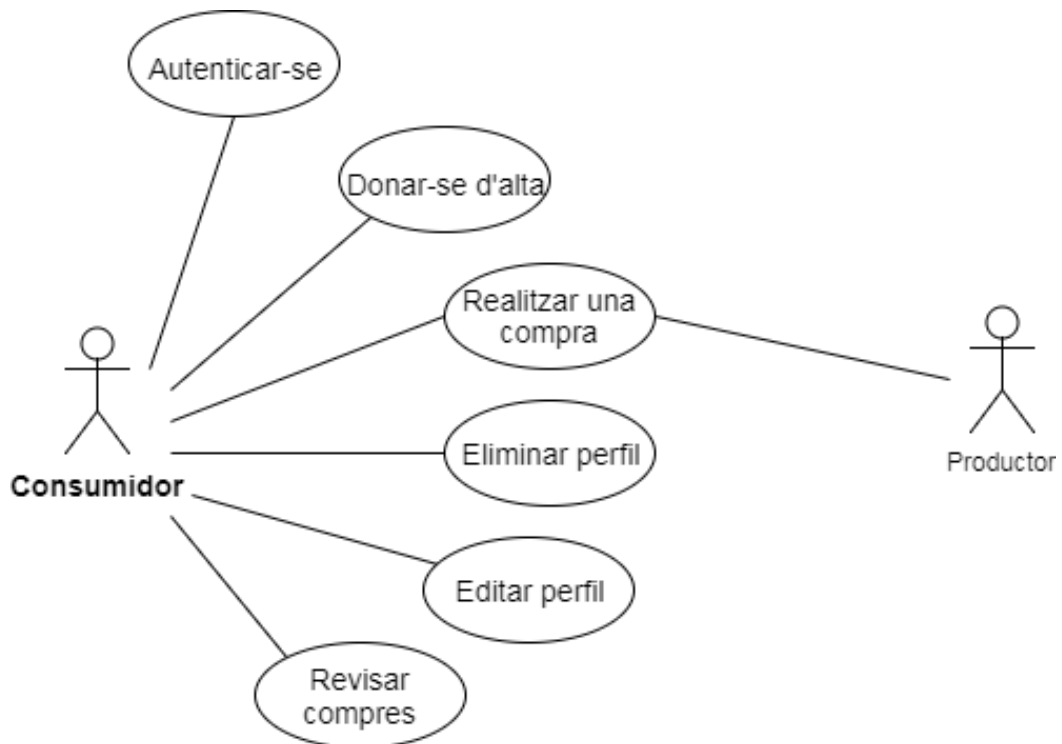 Autenticar-se
Donar-se d'alta
Realitzar una
compra
Eliminar perfil
Productor
Consumidor
Editar perfil
Revisar
compres